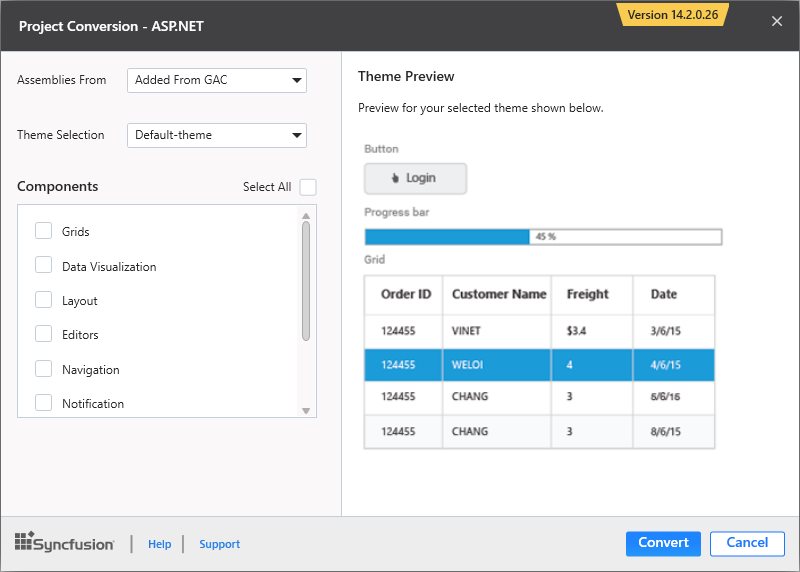 Project Conversion - ASP.NET
Version 14.2.0.26
Assemblies From
Added From GAC
Theme Selection
Default-theme
Components
Select All
Grids
Data Visualization
Layout
Editors
Navigation
Notification
Theme Preview
Preview for your selected theme shown below.
Button
Login
Progress bar
45 %
Grid
Order ID Customer Name Freight Date
124455 VINET $3.4 3/6/15
124455 WELOI 4 4/6/15
124455 CHANG 3
124455 CHANG 3 8/6/15
Syncfusion
Help
Support
Convert
Cancel